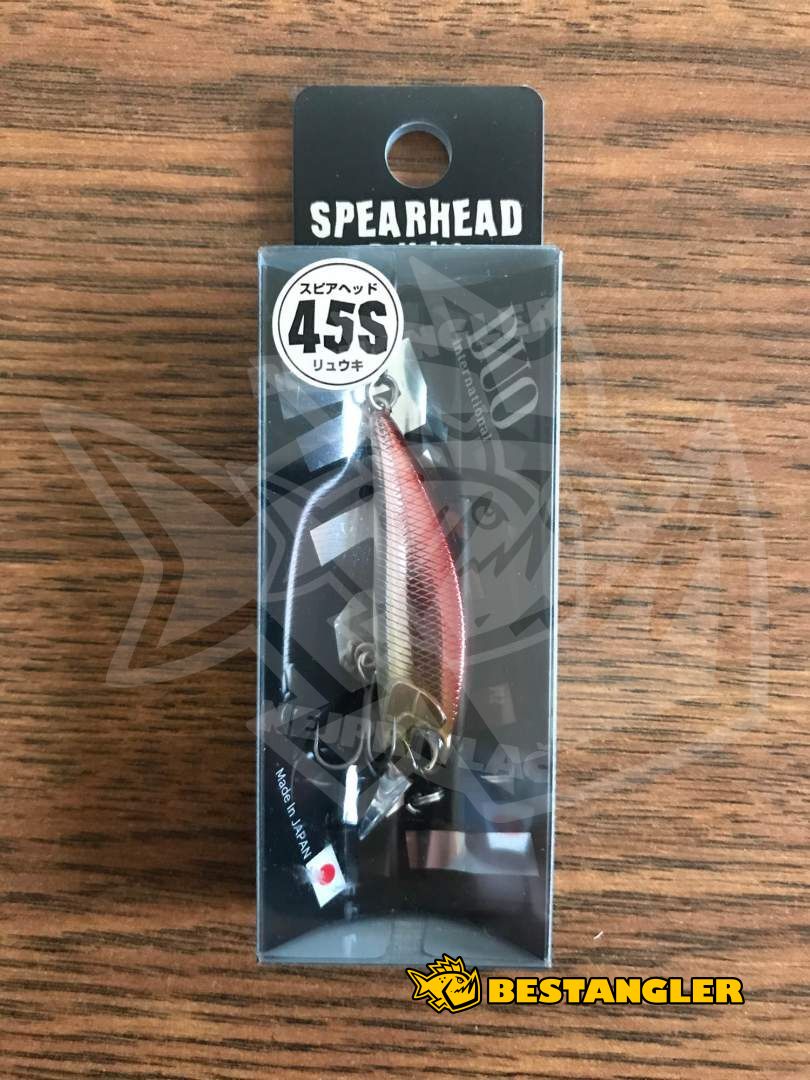 SPEARHEAD
スピアヘッド
45S
リュウキ
DUO
international
Made In JAPAN
BESTANGLER